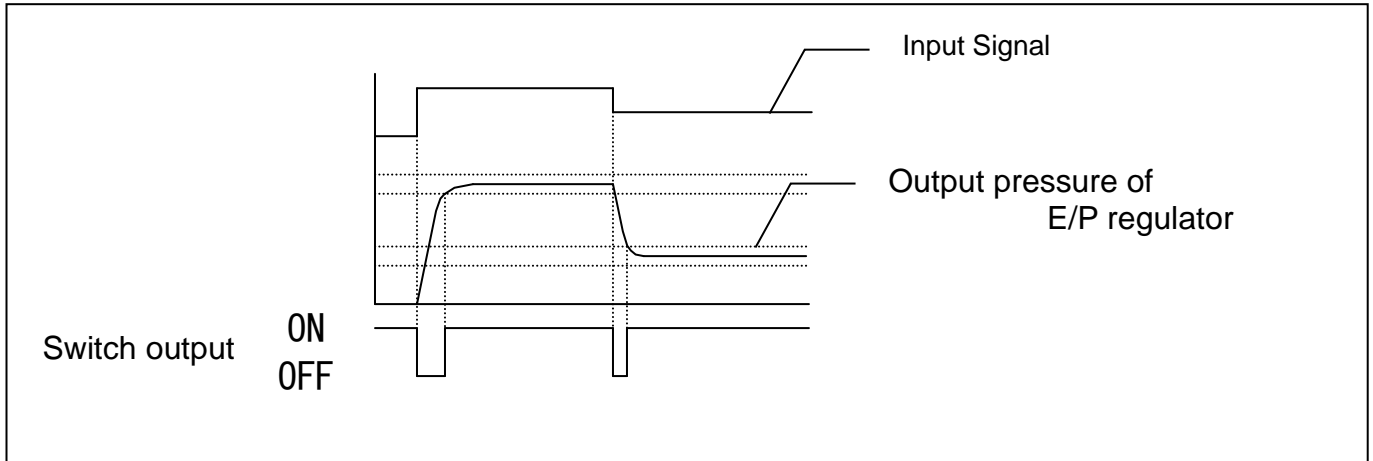 Input Signal
Output pressure of
E/P regulator
ON
Switch output
OFF